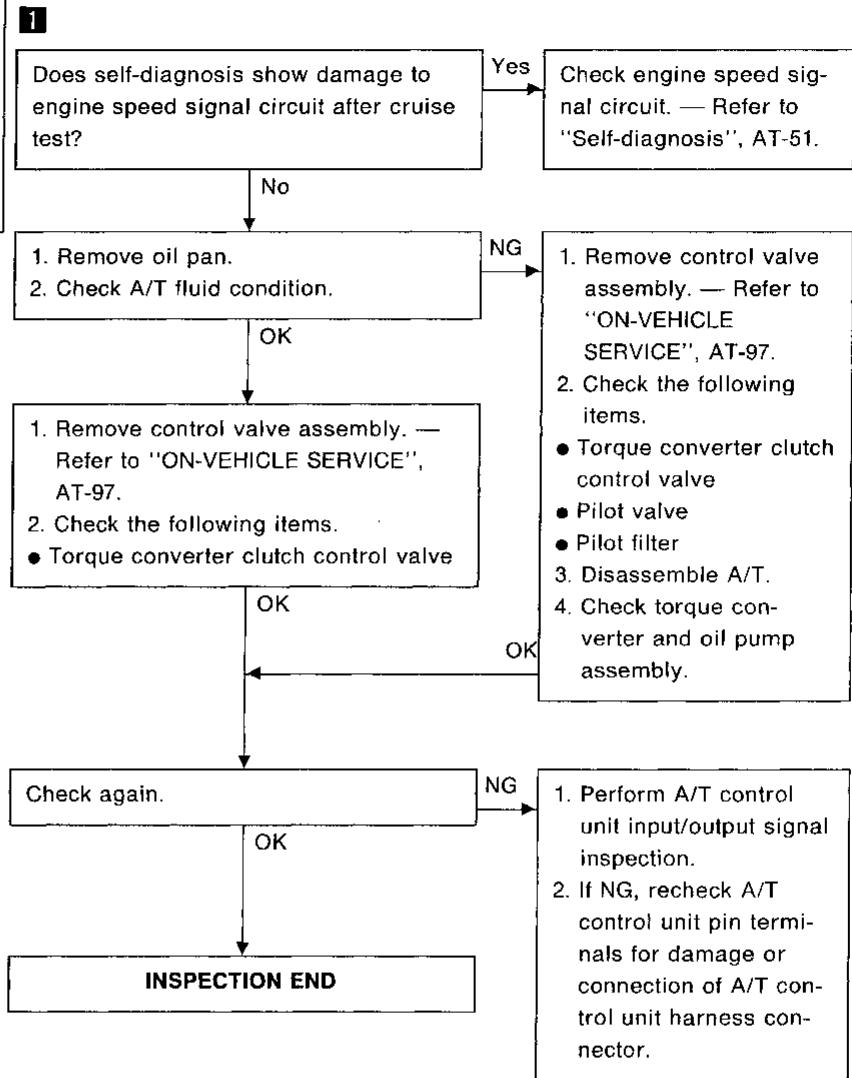 1
Does self-diagnosis show damage to
engine speed signal circuit after cruise
test?
Yes
Check engine speed sig-
nal circuit. — Refer to
"Self-diagnosis", AT-51.
No
1. Remove oil pan.
2. Check A/T fluid condition.
NG
1. Remove control valve
assembly. — Refer to
"ON-VEHICLE
SERVICE", AT-97.
2. Check the following
items.
● Torque converter clutch
control valve
● Pilot valve
● Pilot filter
3. Disassemble A/T.
4. Check torque con-
verter and oil pump
assembly.
OK
1. Remove control valve assembly. —
Refer to "ON-VEHICLE SERVICE",
AT-97.
2. Check the following items.
● Torque converter clutch control valve
OK
OK
Check again.
NG
1. Perform A/T control
unit input/output signal
inspection.
2. If NG, recheck A/T
control unit pin termi-
nals for damage or
connection of A/T con-
trol unit harness con-
nector.
OK
INSPECTION END